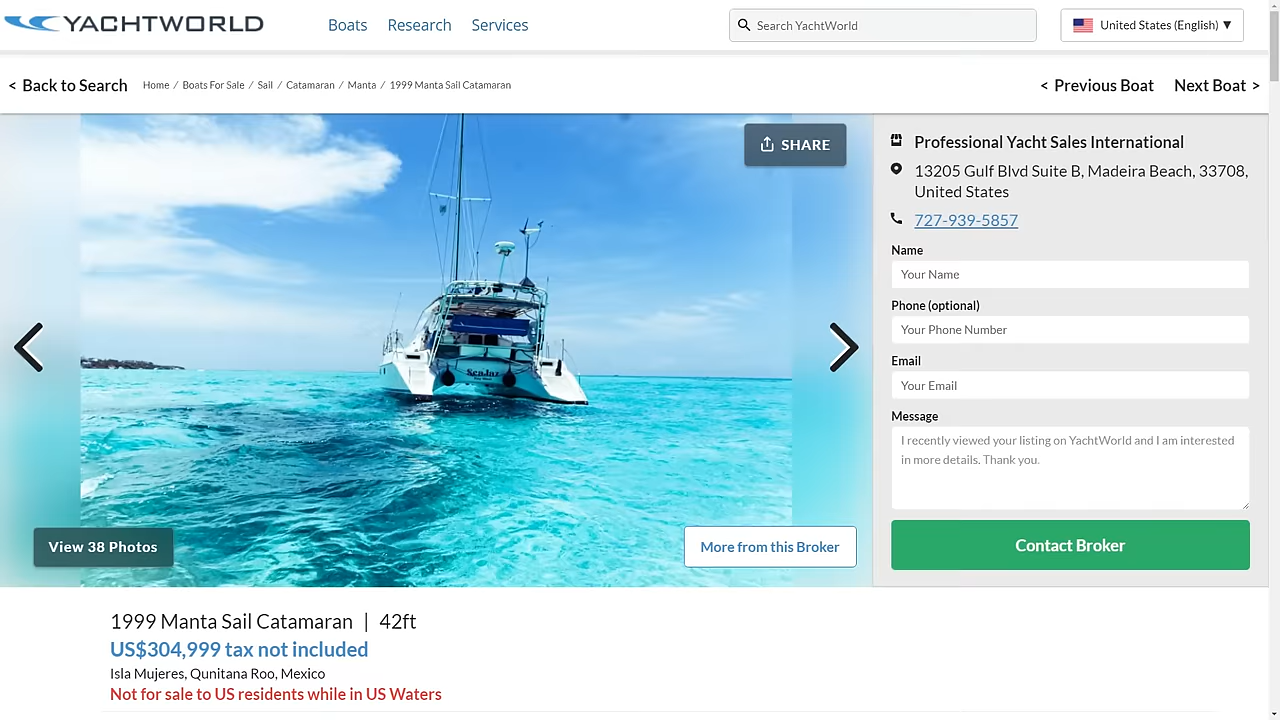 YACHTWORLD
Boats
Research
Services
Search YachtWorld
United States (English) ▼
< Back to Search
Home / Boats For Sale / Sail / Catamaran / Manta / 1999 Manta Sail Catamaran
< Previous Boat
Next Boat >
SHARE
SeaJaz
View 38 Photos
More from this Broker
Professional Yacht Sales International
13205 Gulf Blvd Suite B, Madeira Beach, 33708,
United States
727-939-5857
Name
Your Name
Phone (optional)
Your Phone Number
Email
Your Email
Message
I recently viewed your listing on YachtWorld and I am interested
in more details. Thank you.
Contact Broker
1999 Manta Sail Catamaran | 42ft
US$304,999 tax not included
Isla Mujeres, Qunitana Roo, Mexico
Not for sale to US residents while in US Waters